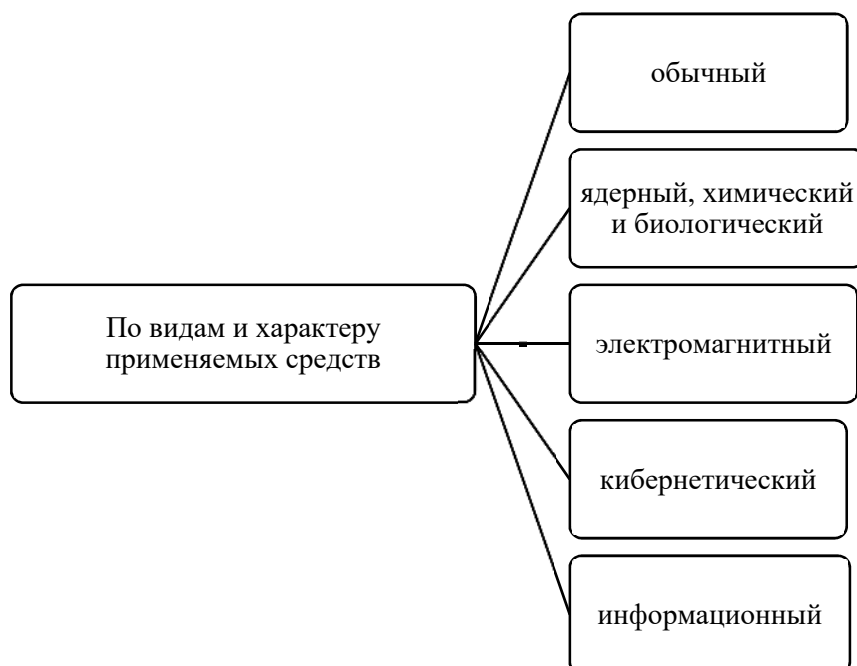 обычный
ядерный, химический
и биологический
По видам и характеру
применяемых средств
электромагнитный
кибернетический
информационный